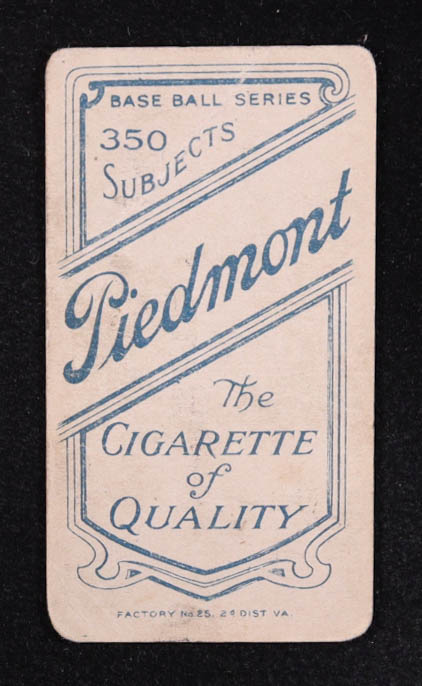 BASE BALL SERIES
350
SUBJECTS
Piedmont
The
CIGARETTE
of
QUALITY
FACTORY No. 25. 2d DIST VA.